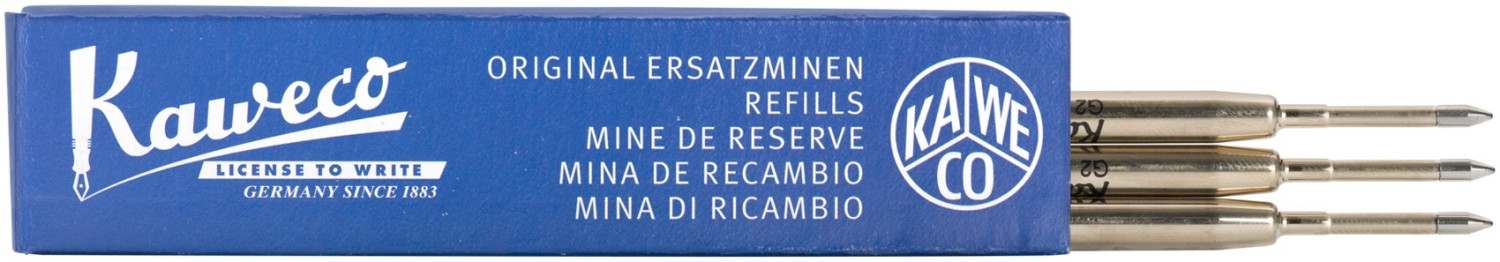 Kaweco
LICENSE TO WRITE
GERMANY SINCE 1883
ORIGINAL ERSATZMINEN
REFILLS
MINE DE RESERVE
MINA DE RECAMBIO
MINA DI RICAMBIO
KA WE
CO
G2
G2